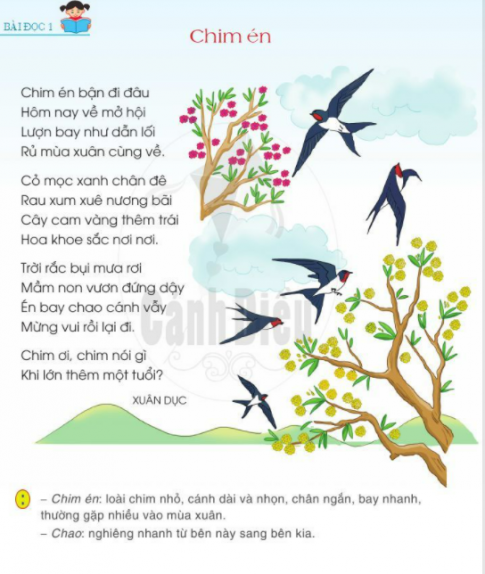 BÀI ĐỌC 1
Chim én
Chim én bận đi đâu
Hôm nay về mở hội
Lượn bay như dẫn lối
Rủ mùa xuân cùng về.
Cỏ mọc xanh chân đê
Rau xum xuê nương bãi
Cây cam vàng thêm trái
Hoa khoe sắc nơi nơi.
Trời rắc bụi mưa rơi
Mầm non vươn đứng dậy
Én bay chao cánh vẫy
Mừng vui rồi lại đi.
Chim ơi, chim nói gì
Khi lớn thêm một tuổi?
XUÂN DỤC
Cánh Diều
– Chim én: loài chim nhỏ, cánh dài và nhọn, chân ngắn, bay nhanh,
thường gặp nhiều vào mùa xuân.
– Chao: nghiêng nhanh từ bên này sang bên kia.